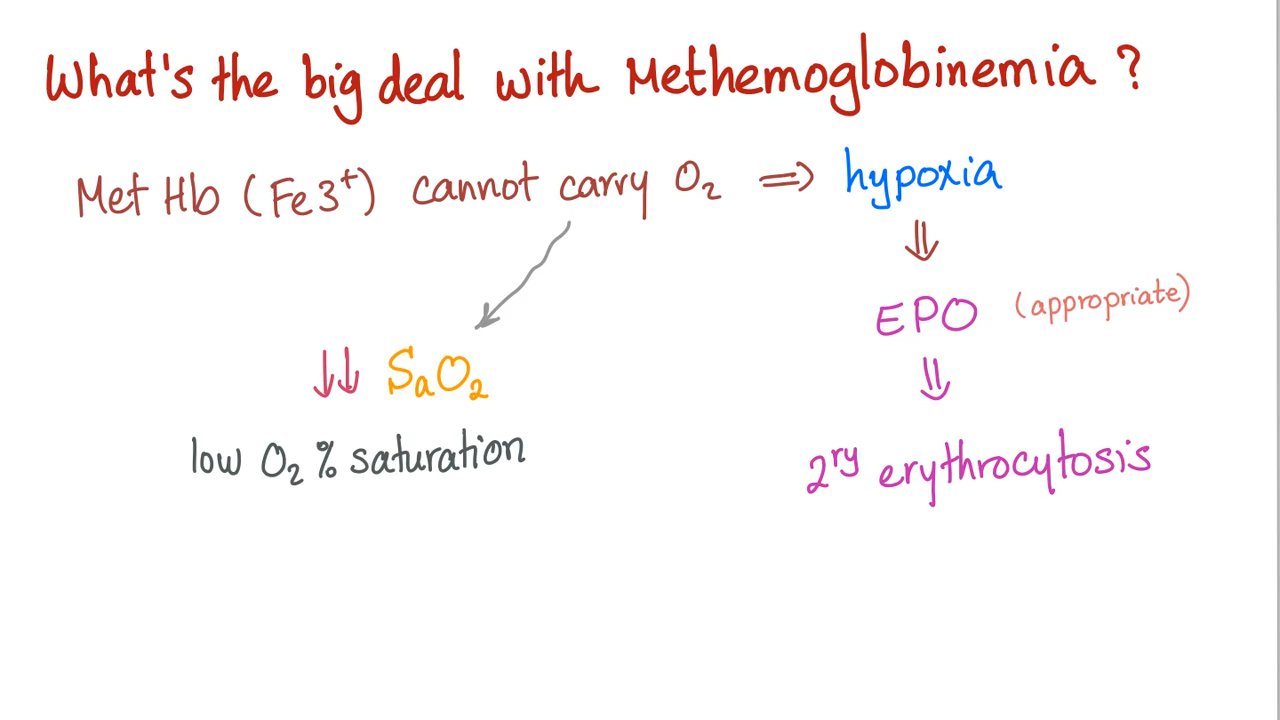 What's the big deal with Methemoglobinemia ?
Met Hb (Fe3⁺) cannot carry O₂ ⇒ hypoxia
⇓
EPO (appropriate)
⇓
↓↓ SaO₂
low O₂ % saturation
2ry erythrocytosis